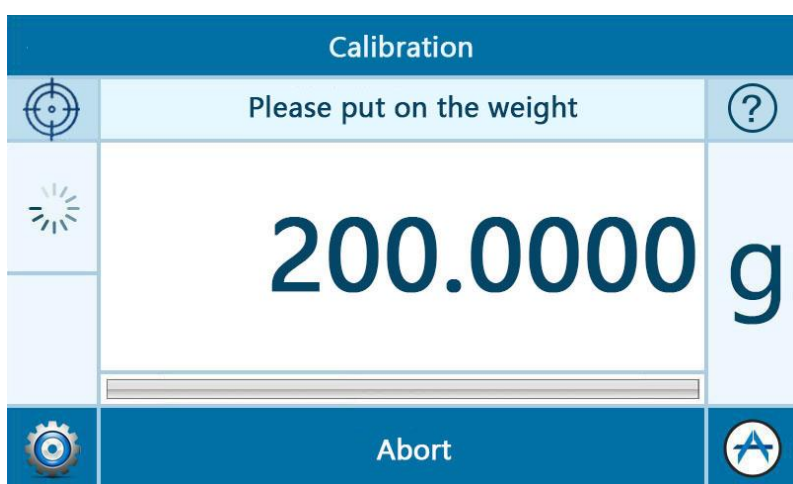 Calibration
Please put on the weight
?
200.0000 g
Abort